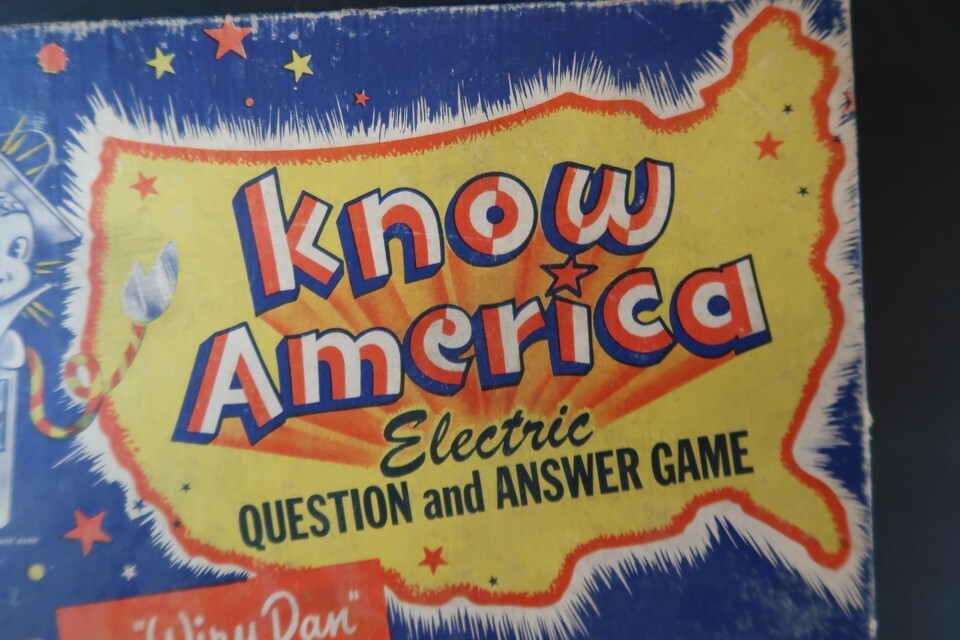 know
America
Electric
QUESTION and ANSWER GAME
"Wiry Dan"